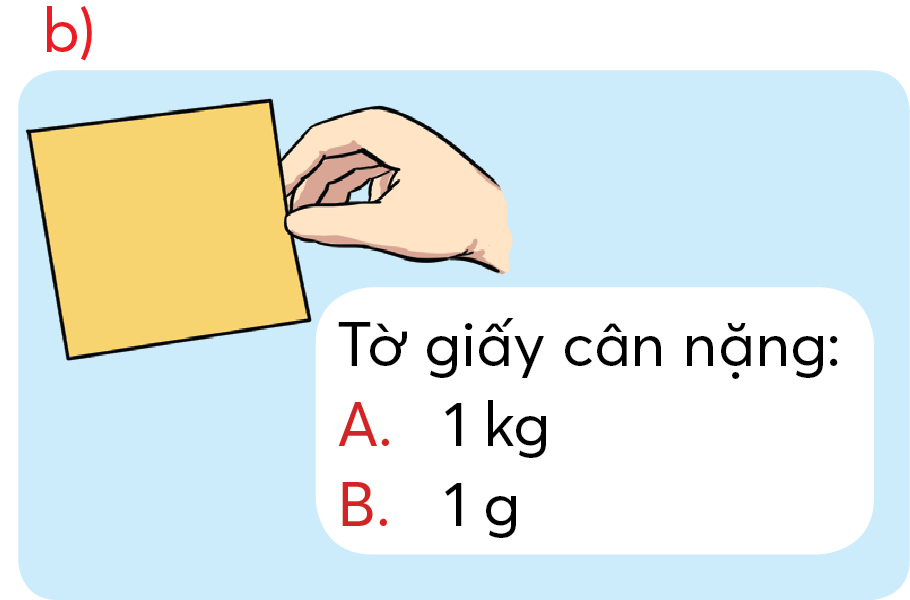 b)
Tờ giấy cân nặng:
A. 1 kg
B. 1 g